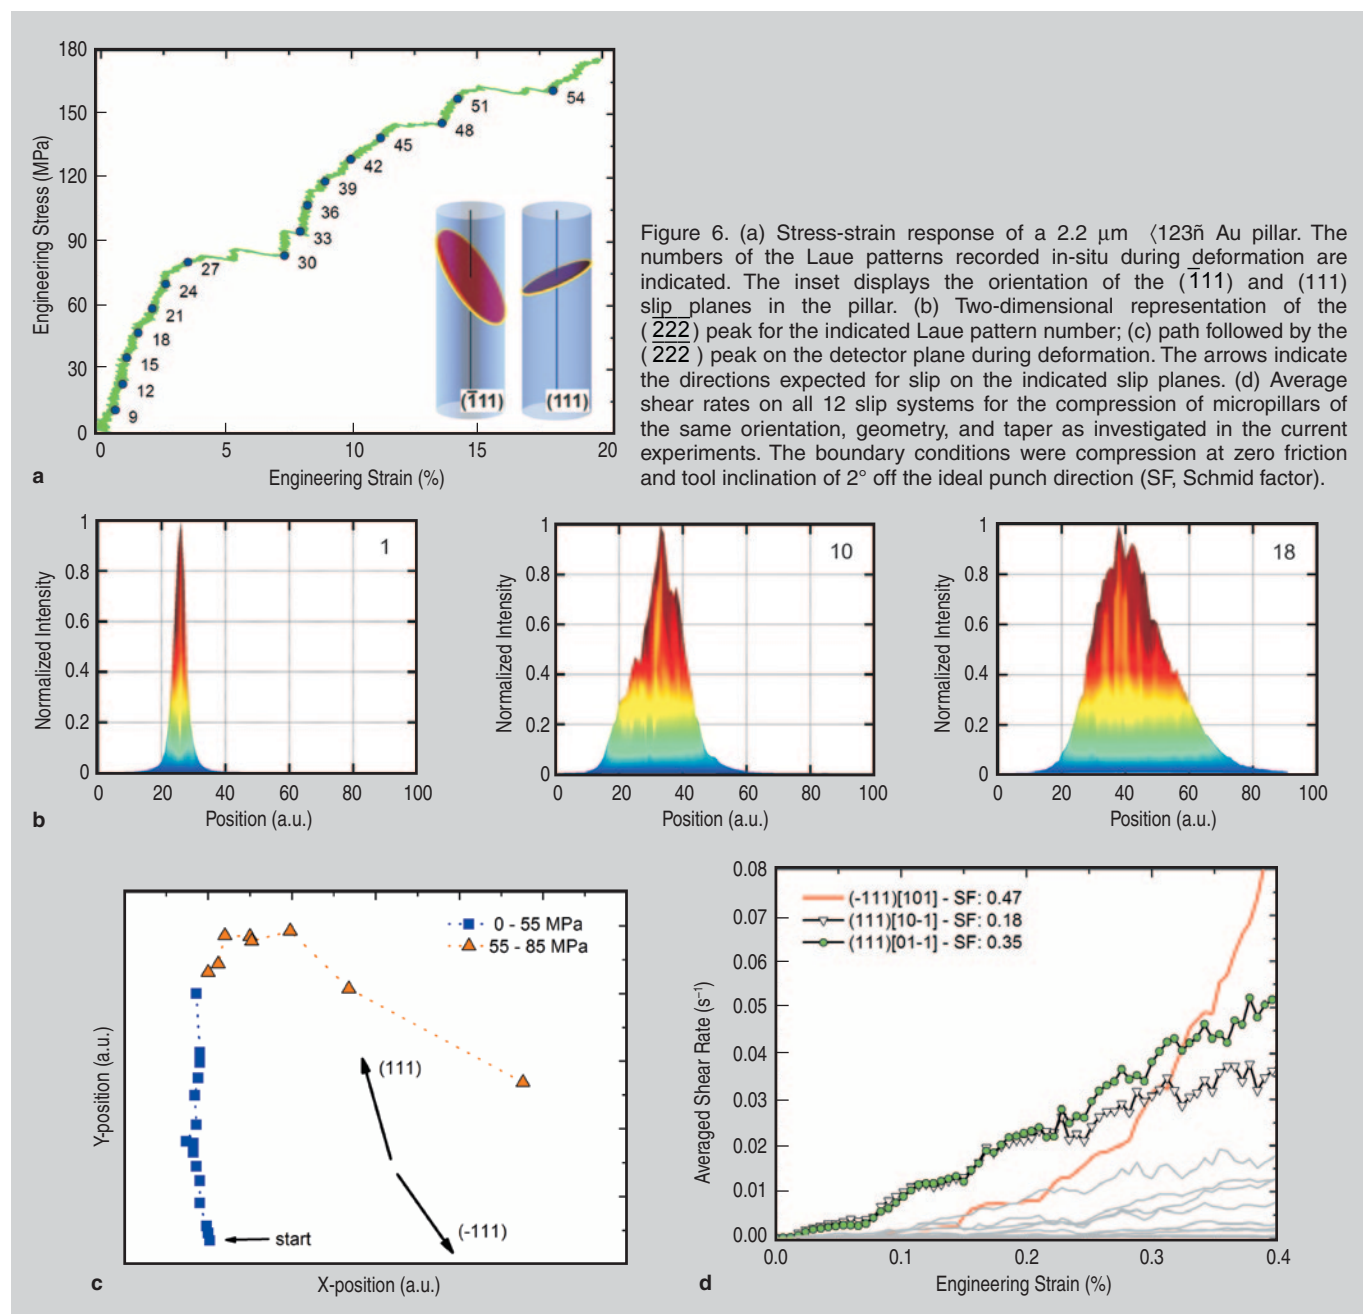 180
150
120
90
60
30
0
Engineering Stress (MPa)
9
12
15
18
21
24
27
30
33
36
39
42
45
48
51
54
(1̅11)
(111)
0
5
10
15
20
Engineering Strain (%)
a
Figure 6. (a) Stress-strain response of a 2.2 μm 〈123ñ Au pillar. The
numbers of the Laue patterns recorded in-situ during deformation are
indicated. The inset displays the orientation of the (1̅11) and (111)
slip planes in the pillar. (b) Two-dimensional representation of the
(2̅2̅2̅) peak for the indicated Laue pattern number; (c) path followed by the
(2̅2̅2̅) peak on the detector plane during deformation. The arrows indicate
the directions expected for slip on the indicated slip planes. (d) Average
shear rates on all 12 slip systems for the compression of micropillars of
the same orientation, geometry, and taper as investigated in the current
experiments. The boundary conditions were compression at zero friction
and tool inclination of 2° off the ideal punch direction (SF, Schmid factor).
1
0.8
0.6
0.4
0.2
0
Normalized Intensity
1
0 20 40 60 80 100
Position (a.u.)
1
0.8
0.6
0.4
0.2
0
Normalized Intensity
10
0 20 40 60 80 100
Position (a.u.)
1
0.8
0.6
0.4
0.2
0
Normalized Intensity
18
0 20 40 60 80 100
Position (a.u.)
b
0 - 55 MPa
55 - 85 MPa
(111)
(-111)
start
Y-position (a.u.)
X-position (a.u.)
c
0.08
0.07
0.06
0.05
0.04
0.03
0.02
0.01
0.00
Averaged Shear Rate (s⁻¹)
(-111)[101] - SF: 0.47
(111)[10-1] - SF: 0.18
(111)[01-1] - SF: 0.35
0.0 0.1 0.2 0.3 0.4
Engineering Strain (%)
d